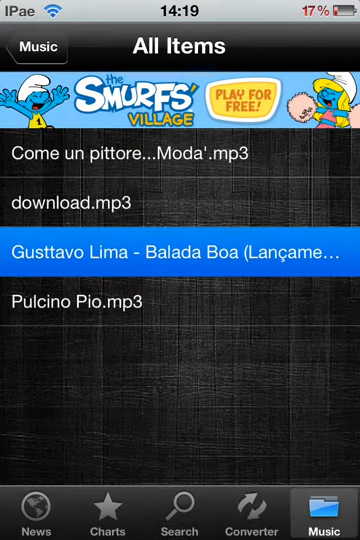 IPae 14:19 17%
Music All Items
the
SMURFS'
VILLAGE
PLAY FOR
FREE!
1
Come un pittore...Moda'.mp3
download.mp3
Gusttavo Lima - Balada Boa (Lançame...
Pulcino Pio.mp3
News Charts Search Converter Music